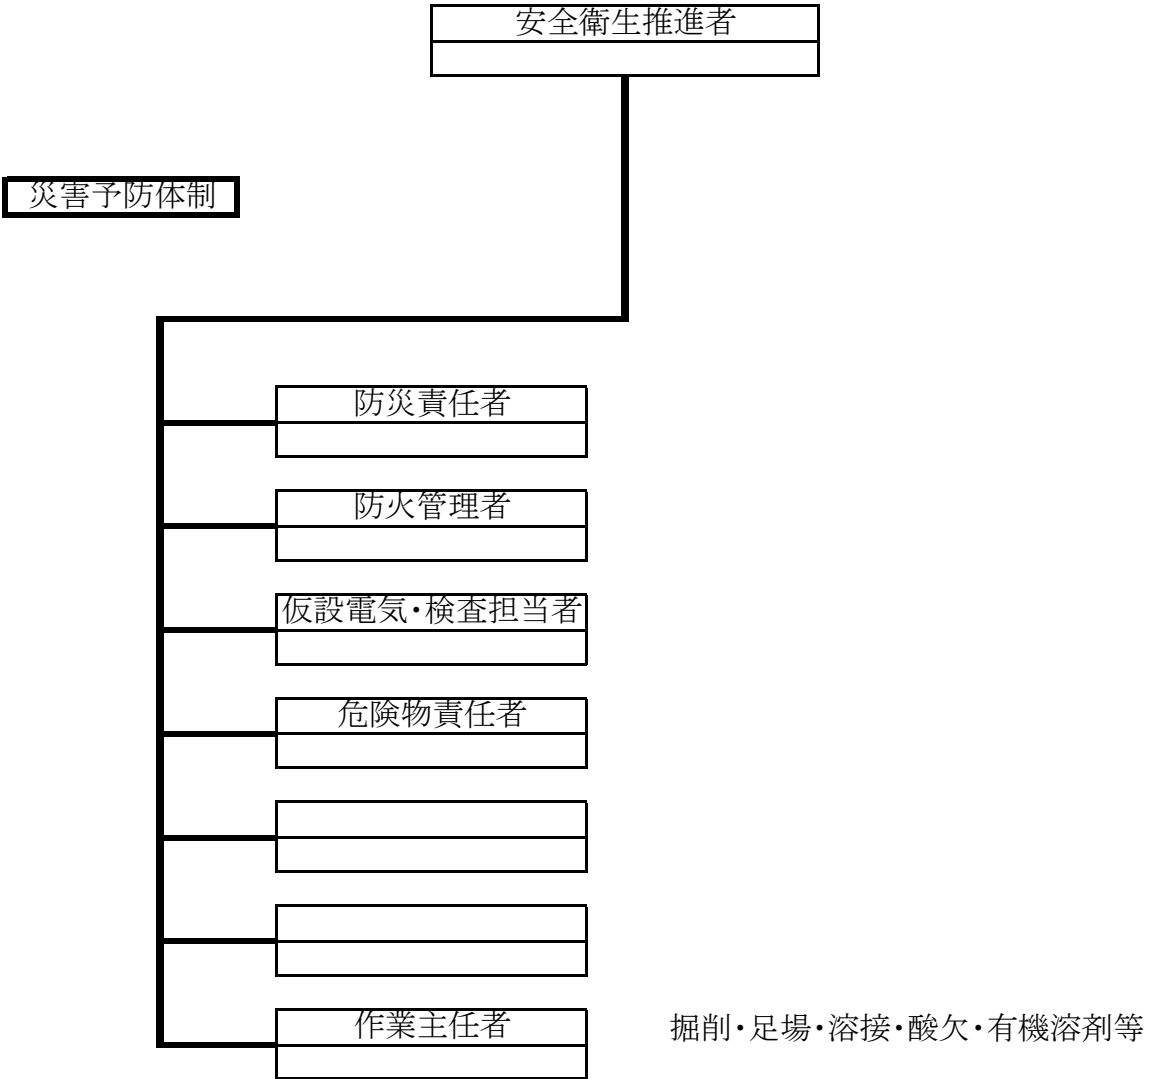 安全衛生推進者
災害予防体制
防災責任者
防火管理者
仮設電気・検査担当者
危険物責任者
作業主任者
掘削・足場・溶接・酸欠・有機溶剤等